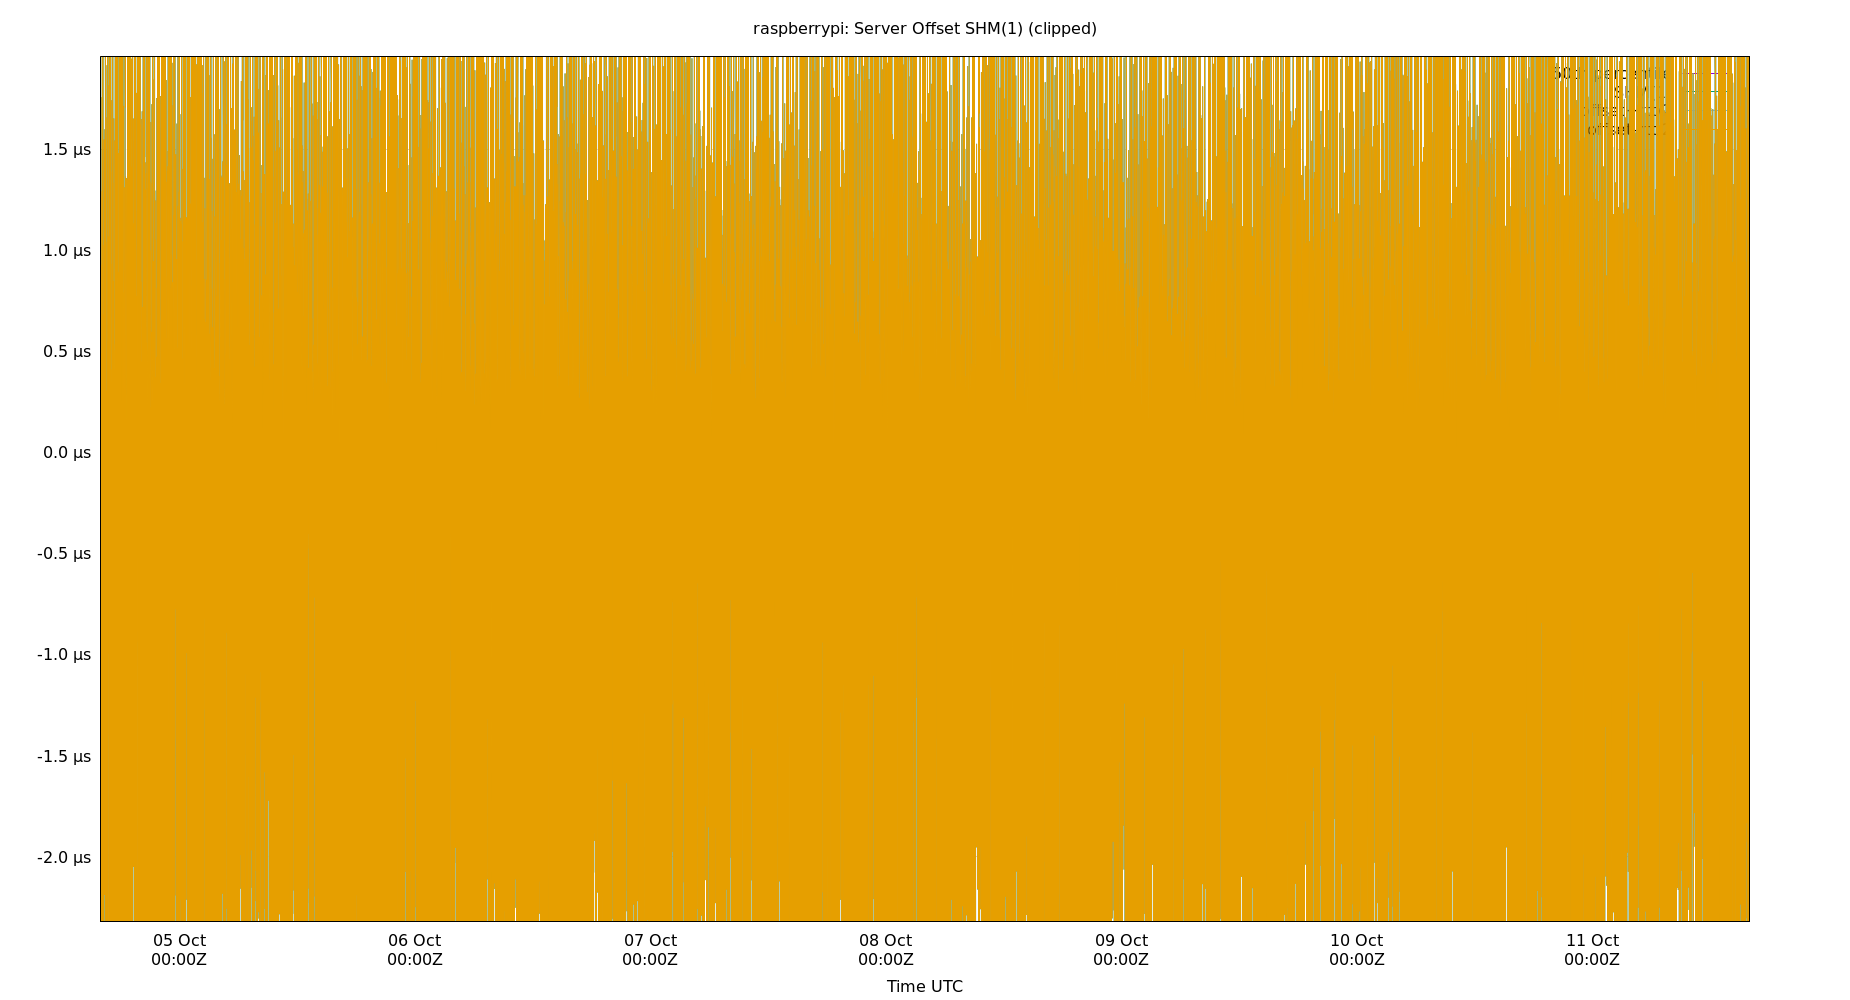 raspberrypi: Server Offset SHM(1) (clipped)
1.5 µs
1.0 µs
0.5 µs
0.0 µs
-0.5 µs
-1.0 µs
-1.5 µs
-2.0 µs
05 Oct 06 Oct 07 Oct 08 Oct 09 Oct 10 Oct 11 Oct
00:00Z 00:00Z 00:00Z 00:00Z 00:00Z 00:00Z 00:00Z
Time UTC